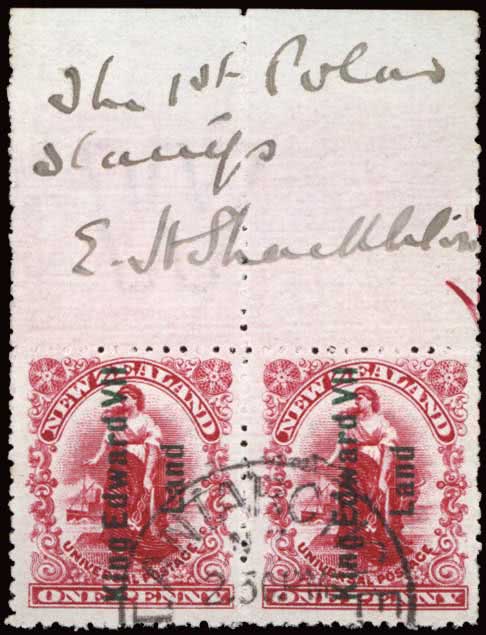 The 1st Polar
Stamps
E. H Shackleton
NEW ZEALAND
King Edward VII
Land
UNIVERSAL POSTAGE
ONE PENNY
NEW ZEALAND
King Edward VII
Land
UNIVERSAL POSTAGE
ONE PENNY